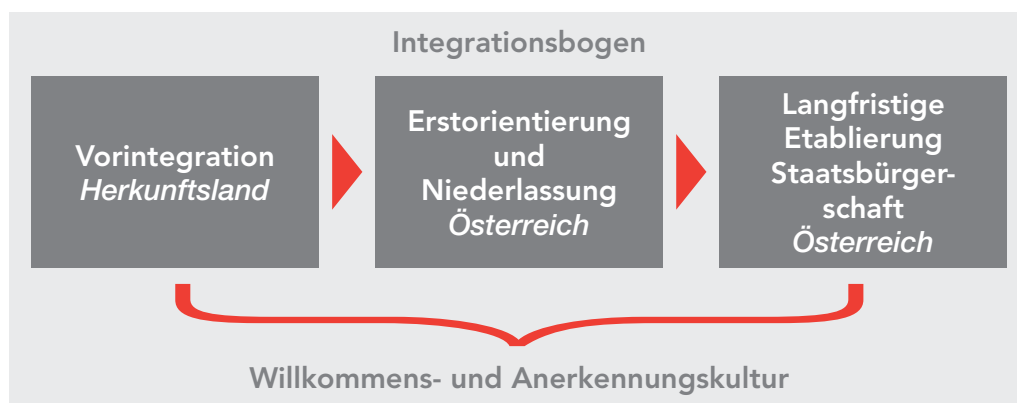 Integrationsbogen
Vorintegration
Herkunftsland
Erstorientierung
und
Niederlassung
Österreich
Langfristige
Etablierung
Staatsbürger-
schaft
Österreich
Willkommens- und Anerkennungskultur